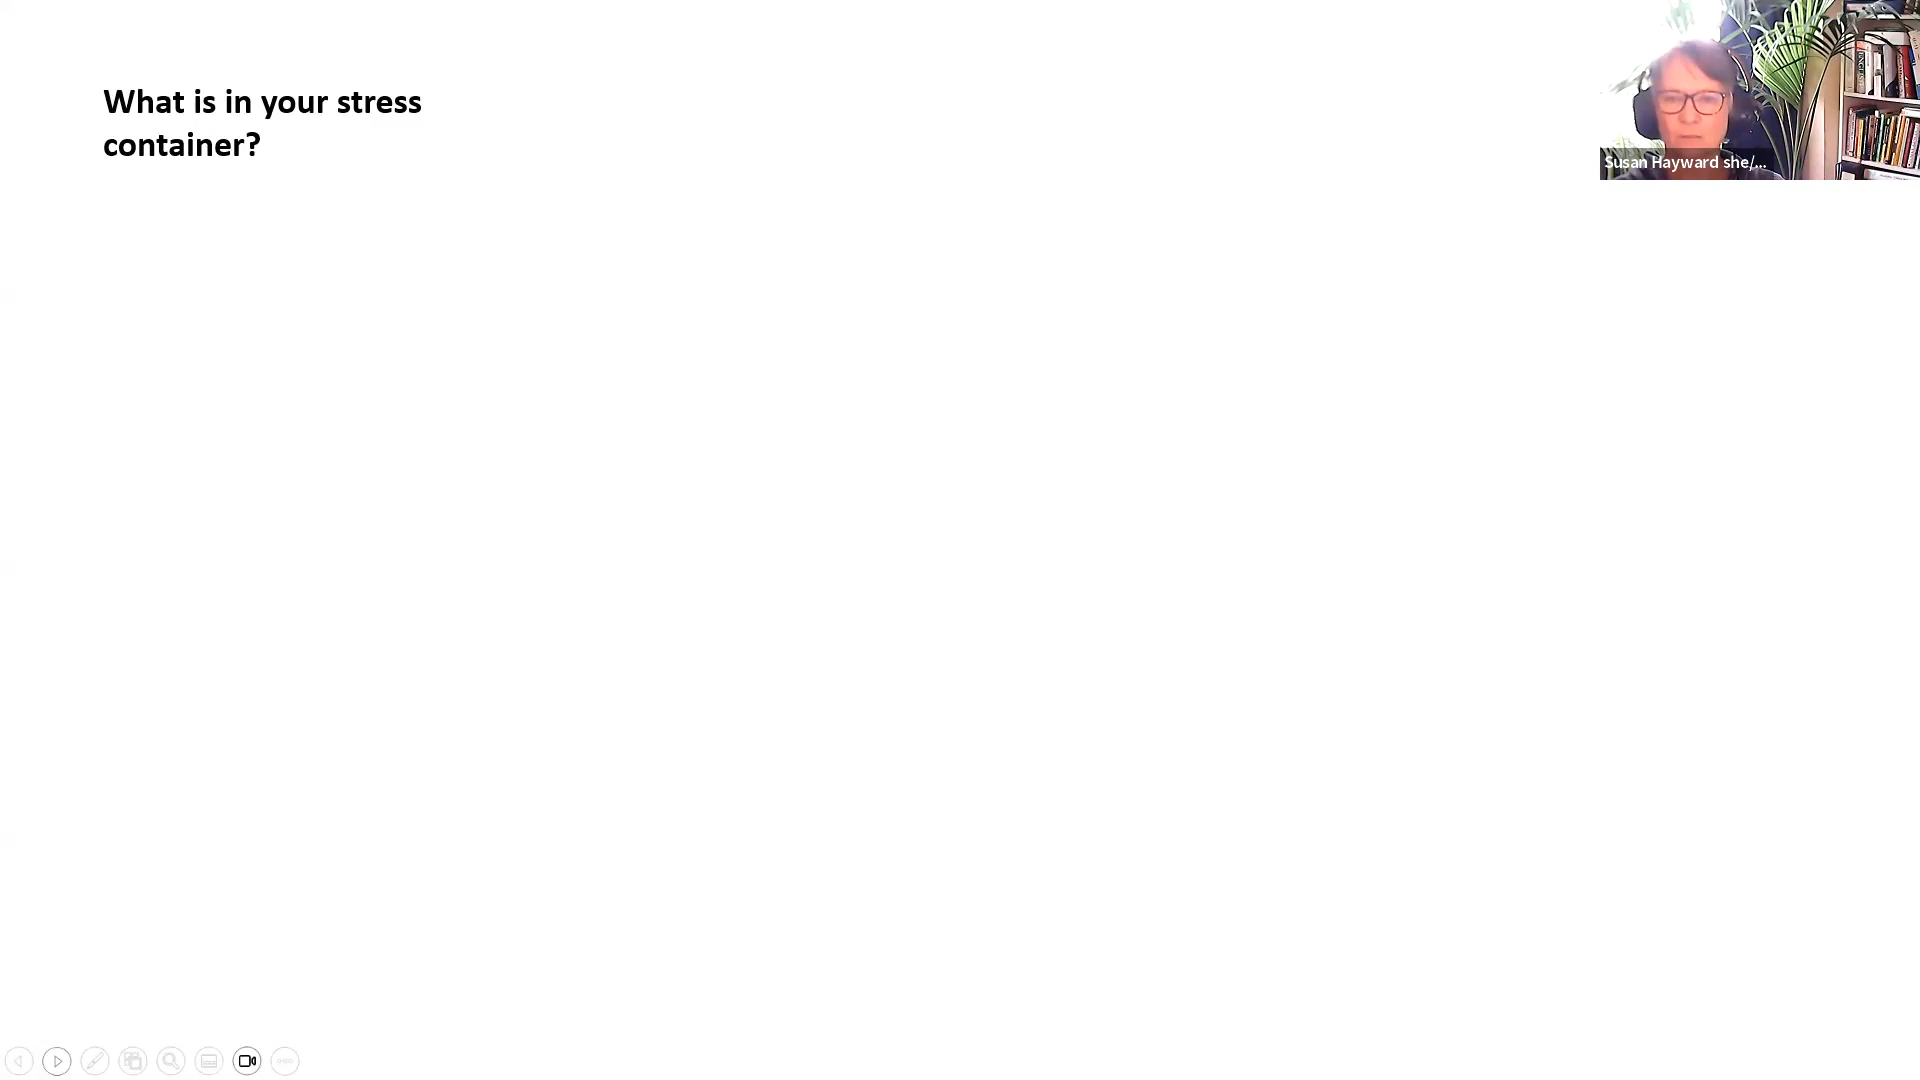 What is in your stress
container?
Susan Hayward she/...